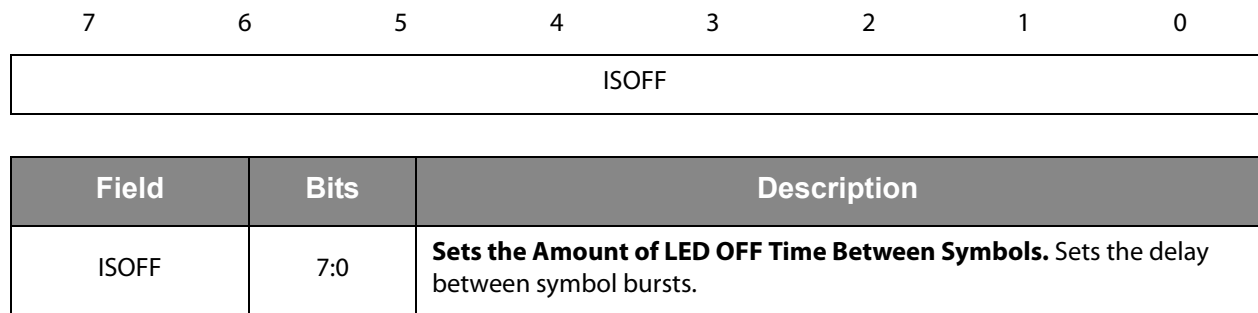 7 6 5 4 3 2 1 0
ISOFF
Field Bits Description
ISOFF 7:0 Sets the Amount of LED OFF Time Between Symbols. Sets the delay
between symbol bursts.